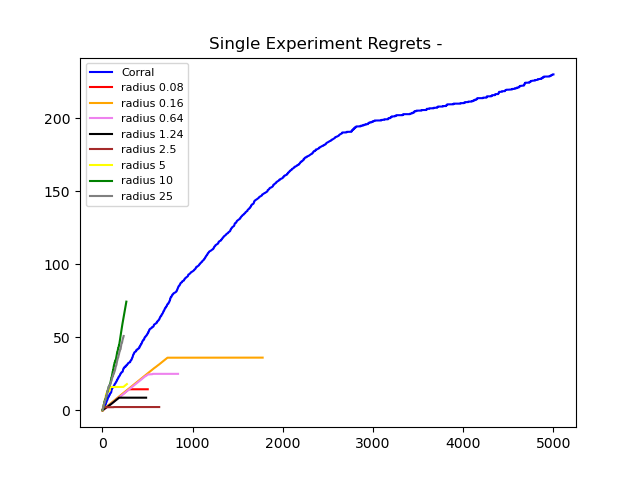 Single Experiment Regrets -
Corral
radius 0.08
radius 0.16
radius 0.64
radius 1.24
radius 2.5
radius 5
radius 10
radius 25
200
150
100
50
0
0 1000 2000 3000 4000 5000